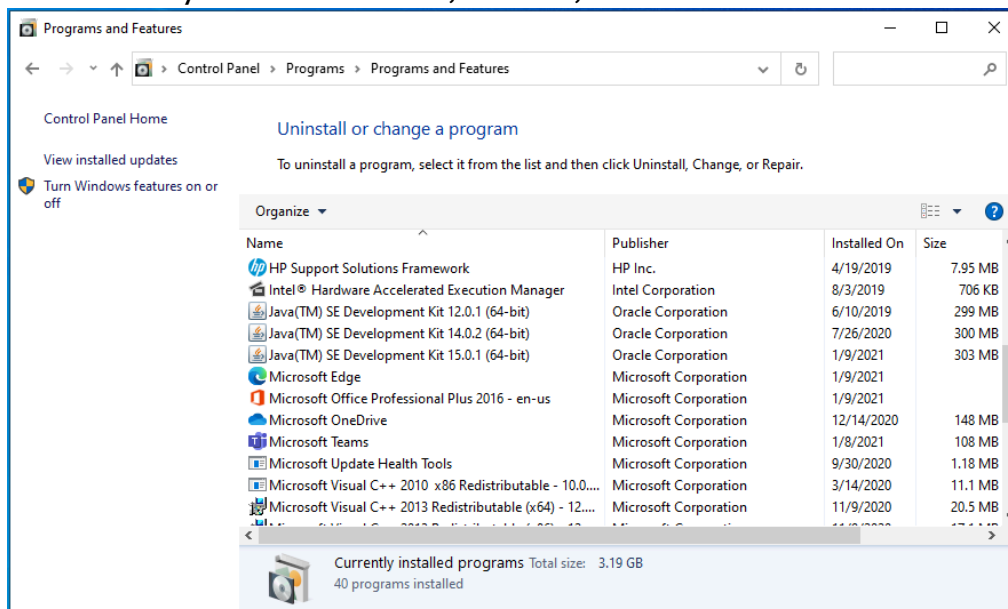 Programs and Features
Control Panel > Programs > Programs and Features
Control Panel Home
View installed updates
Turn Windows features on or
off
Uninstall or change a program
To uninstall a program, select it from the list and then click Uninstall, Change, or Repair.
Organize
Name Publisher Installed On Size
HP Support Solutions Framework HP Inc. 4/19/2019 7.95 MB
Intel® Hardware Accelerated Execution Manager Intel Corporation 8/3/2019 706 KB
Java(TM) SE Development Kit 12.0.1 (64-bit) Oracle Corporation 6/10/2019 299 MB
Java(TM) SE Development Kit 14.0.2 (64-bit) Oracle Corporation 7/26/2020 300 MB
Java(TM) SE Development Kit 15.0.1 (64-bit) Oracle Corporation 1/9/2021 303 MB
Microsoft Edge Microsoft Corporation 1/9/2021
Microsoft Office Professional Plus 2016 - en-us Microsoft Corporation 1/9/2021
Microsoft OneDrive Microsoft Corporation 12/14/2020 148 MB
Microsoft Teams Microsoft Corporation 1/8/2021 108 MB
Microsoft Update Health Tools Microsoft Corporation 9/30/2020 1.18 MB
Microsoft Visual C++ 2010 x86 Redistributable - 10.0.... Microsoft Corporation 3/14/2020 11.1 MB
Microsoft Visual C++ 2013 Redistributable (x64) - 12.... Microsoft Corporation 11/9/2020 20.5 MB
Currently installed programs Total size: 3.19 GB
40 programs installed